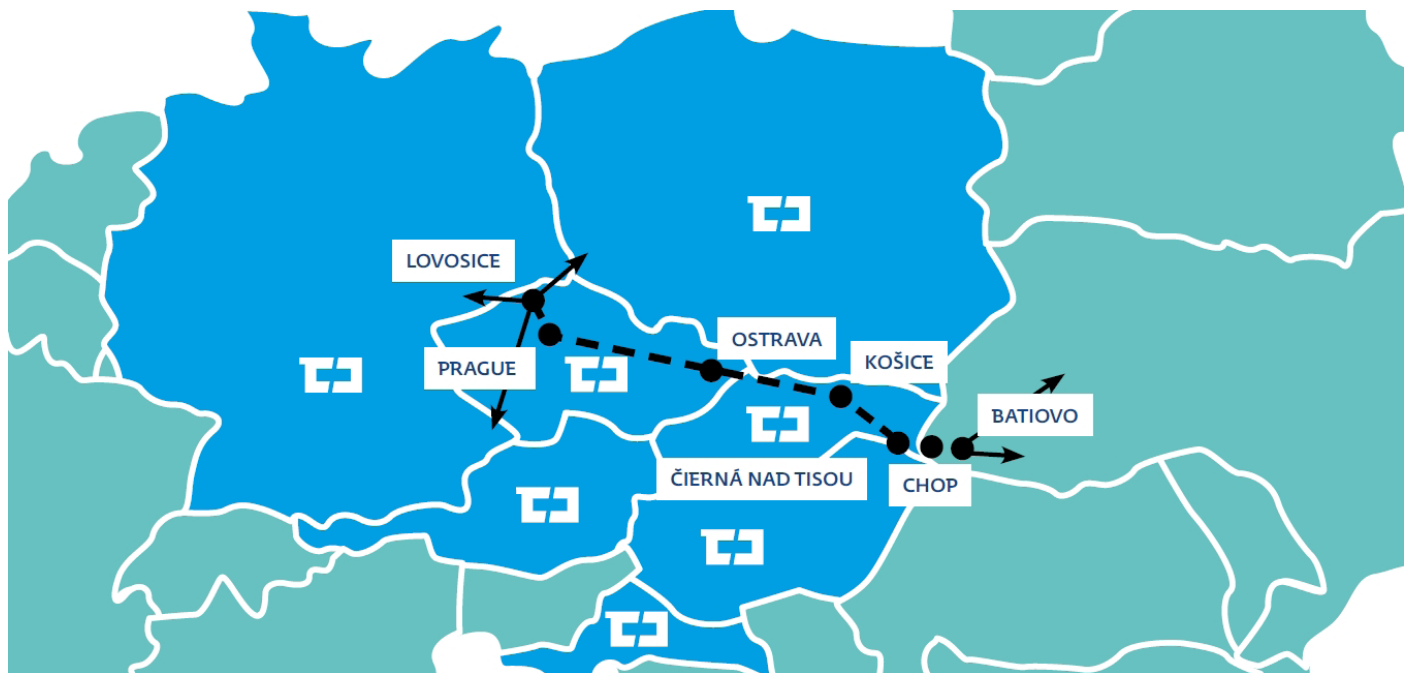 LOVOSICE
OSTRAVA
PRAGUE
KOŠICE
BATIOVO
ČIERNÁ NAD TISOU
CHOP